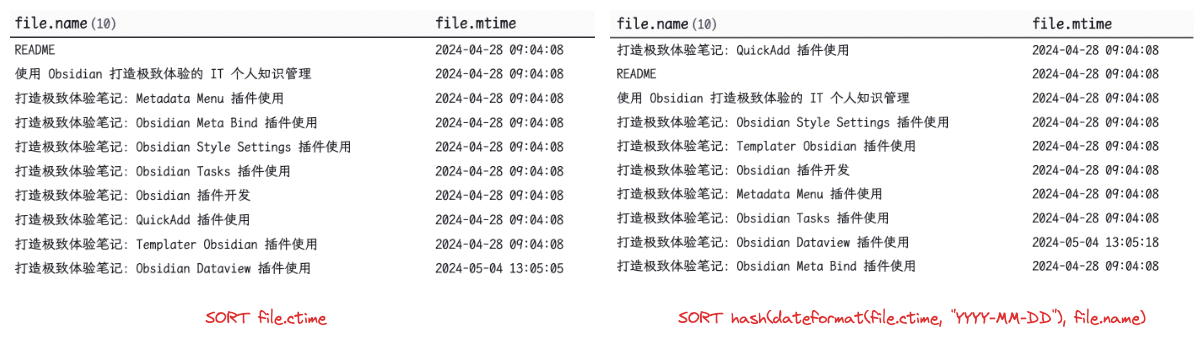 file.name (10) file.mtime
README 2024-04-28 09:04:08
使用 Obsidian 打造极致体验的 IT 个人知识管理 2024-04-28 09:04:08
打造极致体验笔记: Metadata Menu 插件使用 2024-04-28 09:04:08
打造极致体验笔记: Obsidian Meta Bind 插件使用 2024-04-28 09:04:08
打造极致体验笔记: Obsidian Style Settings 插件使用 2024-04-28 09:04:08
打造极致体验笔记: Obsidian Tasks 插件使用 2024-04-28 09:04:08
打造极致体验笔记: Obsidian 插件开发 2024-04-28 09:04:08
打造极致体验笔记: QuickAdd 插件使用 2024-04-28 09:04:08
打造极致体验笔记: Templater Obsidian 插件使用 2024-04-28 09:04:08
打造极致体验笔记: Obsidian Dataview 插件使用 2024-05-04 13:05:05
SORT file.ctime
file.name (10) file.mtime
打造极致体验笔记: QuickAdd 插件使用 2024-04-28 09:04:08
README 2024-04-28 09:04:08
使用 Obsidian 打造极致体验的 IT 个人知识管理 2024-04-28 09:04:08
打造极致体验笔记: Obsidian Style Settings 插件使用 2024-04-28 09:04:08
打造极致体验笔记: Templater Obsidian 插件使用 2024-04-28 09:04:08
打造极致体验笔记: Obsidian 插件开发 2024-04-28 09:04:08
打造极致体验笔记: Metadata Menu 插件使用 2024-04-28 09:04:08
打造极致体验笔记: Obsidian Tasks 插件使用 2024-04-28 09:04:08
打造极致体验笔记: Obsidian Dataview 插件使用 2024-05-04 13:05:18
打造极致体验笔记: Obsidian Meta Bind 插件使用 2024-04-28 09:04:08
SORT hash(dateformat(file.ctime, "YYYY-MM-DD"), file.name)